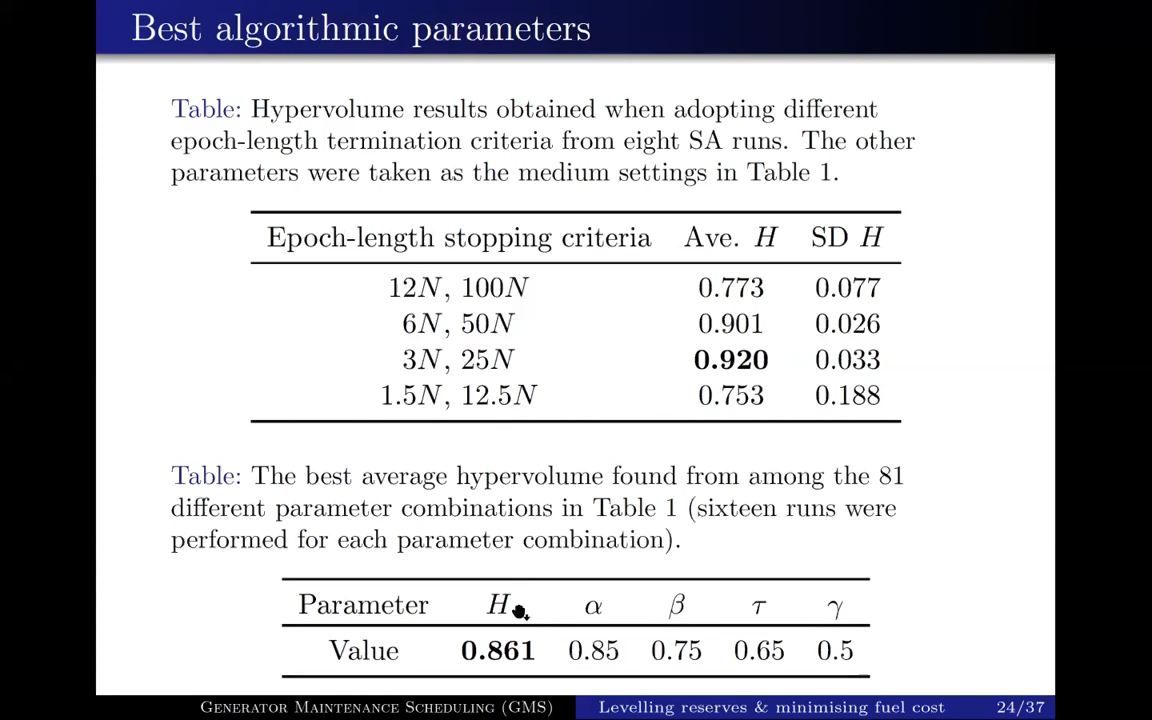 Best algorithmic parameters
Table: Hypervolume results obtained when adopting different
epoch-length termination criteria from eight SA runs. The other
parameters were taken as the medium settings in Table 1.
Epoch-length stopping criteria Ave. H SD H
12N, 100N 0.773 0.077
6N, 50N 0.901 0.026
3N, 25N 0.920 0.033
1.5N, 12.5N 0.753 0.188
Table: The best average hypervolume found from among the 81
different parameter combinations in Table 1 (sixteen runs were
performed for each parameter combination).
Parameter H α β τ γ
Value 0.861 0.85 0.75 0.65 0.5
Generator Maintenance Scheduling (GMS) Levelling reserves & minimising fuel cost 24/37